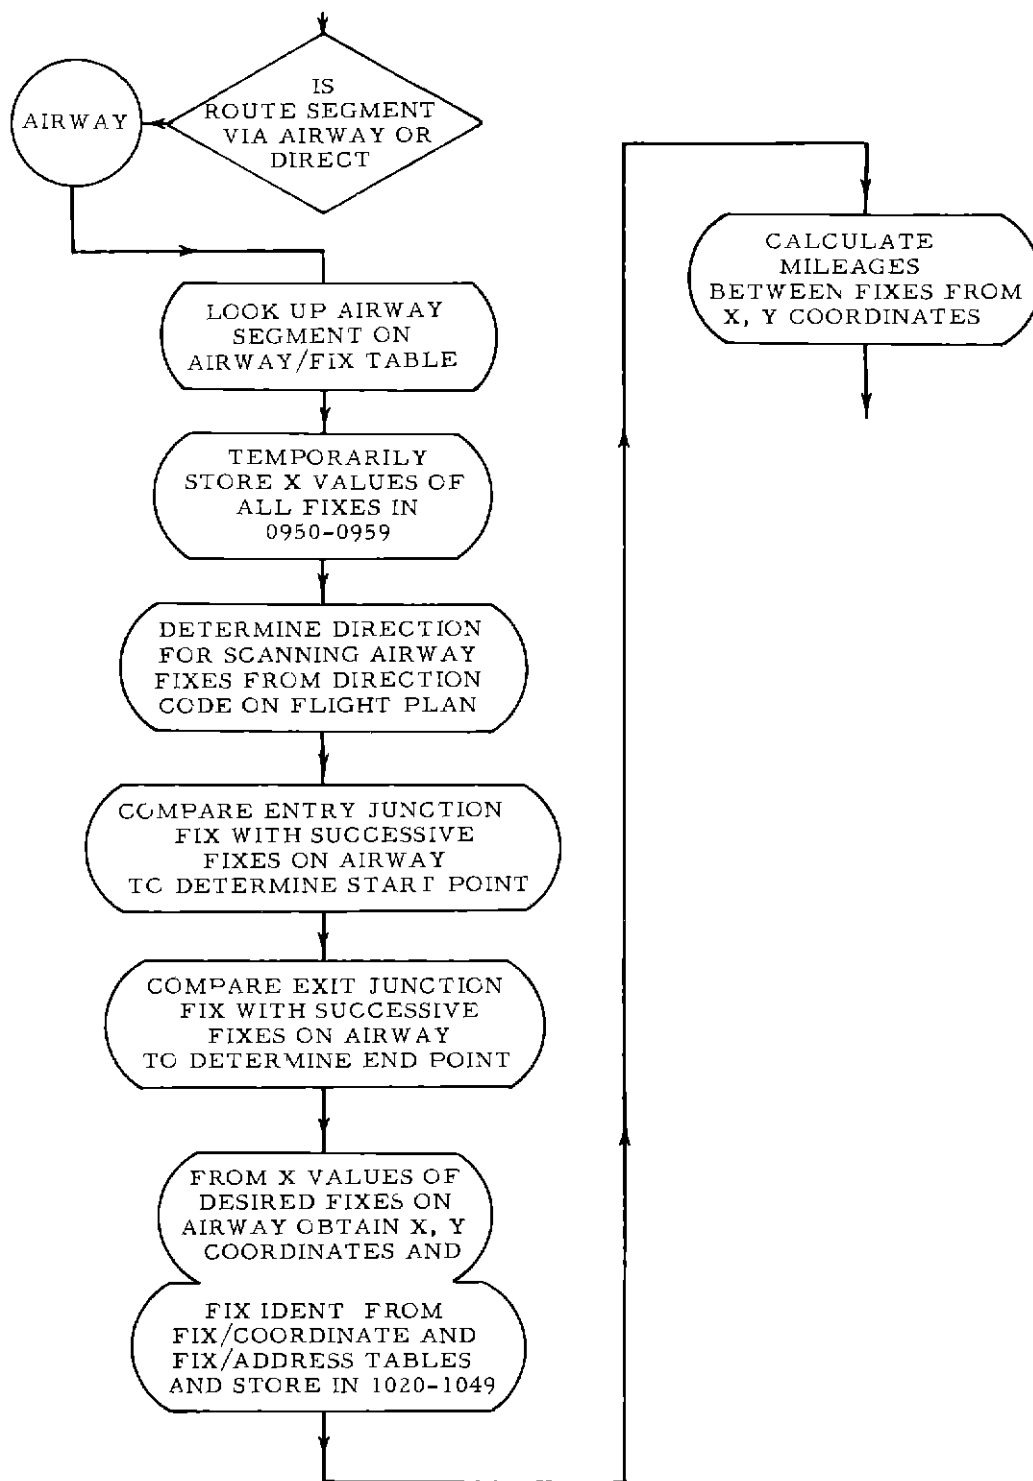 IS
ROUTE SEGMENT
VIA AIRWAY OR
DIRECT
AIRWAY
LOOK UP AIRWAY
SEGMENT ON
AIRWAY/FIX TABLE
TEMPORARILY
STORE X VALUES OF
ALL FIXES IN
0950-0959
DETERMINE DIRECTION
FOR SCANNING AIRWAY
FIXES FROM DIRECTION
CODE ON FLIGHT PLAN
COMPARE ENTRY JUNCTION
FIX WITH SUCCESSIVE
FIXES ON AIRWAY
TO DETERMINE START POINT
COMPARE EXIT JUNCTION
FIX WITH SUCCESSIVE
FIXES ON AIRWAY
TO DETERMINE END POINT
FROM X VALUES OF
DESIRED FIXES ON
AIRWAY OBTAIN X, Y
COORDINATES AND
FIX IDENT FROM
FIX/COORDINATE AND
FIX/ADDRESS TABLES
AND STORE IN 1020-1049
CALCULATE
MILEAGES
BETWEEN FIXES FROM
X, Y COORDINATES